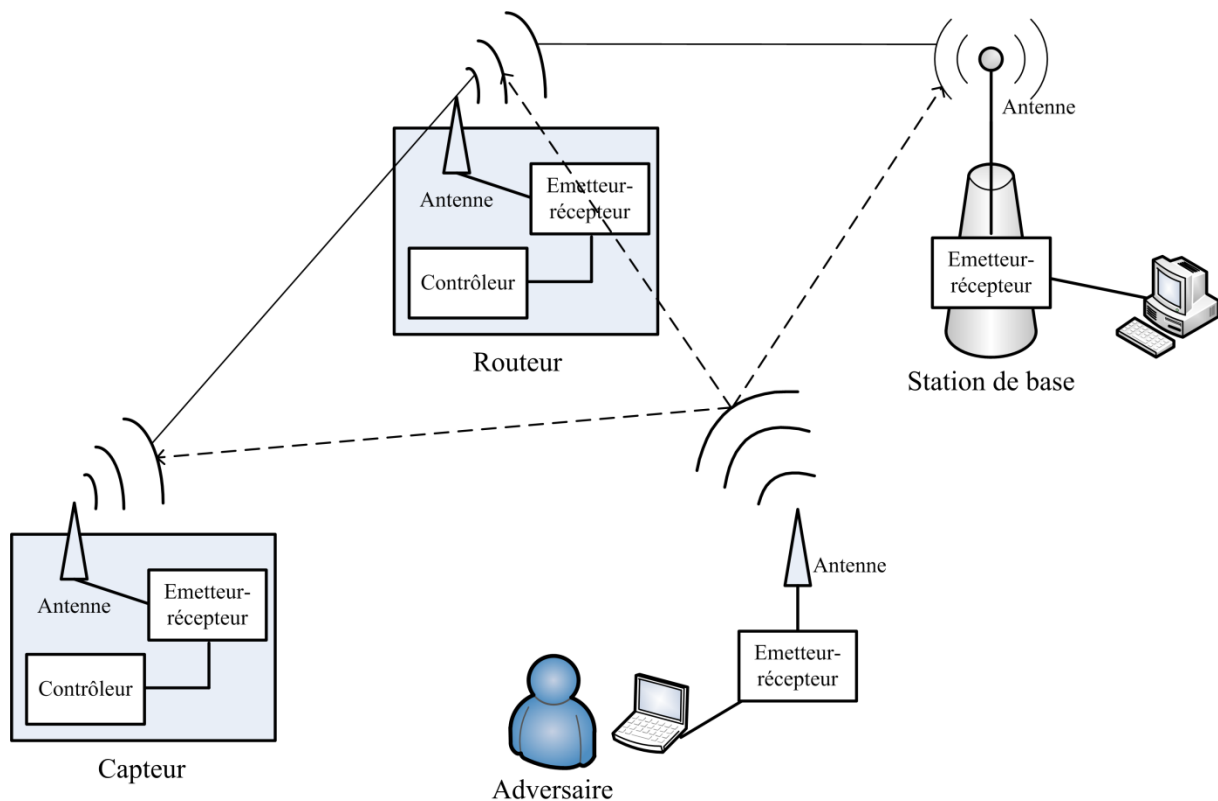 Antenne
Antenne
Emetteur-
récepteur
Contrôleur
Routeur
Emetteur-
récepteur
Station de base
Antenne
Emetteur-
récepteur
Contrôleur
Capteur
Antenne
Emetteur-
récepteur
Adversaire